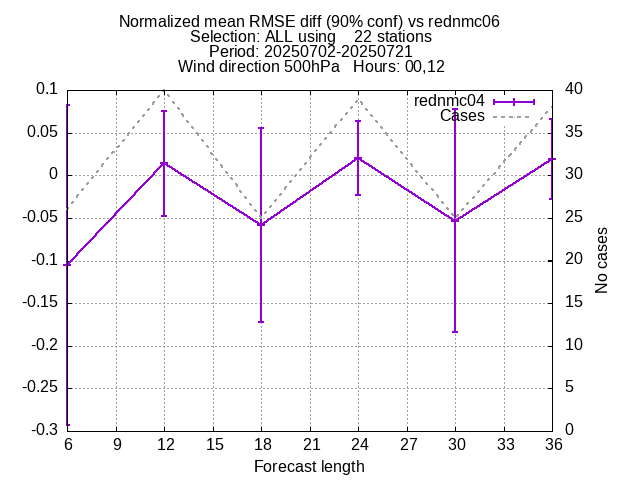 Normalized mean RMSE diff (90% conf) vs rednmc06
Selection: ALL using    22 stations
Period: 20250702-20250721
Wind direction 500hPa   Hours: 00,12
rednmc04
Cases
0.1
0.05
0
-0.05
-0.1
-0.15
-0.2
-0.25
-0.3
40
35
30
25
20
15
10
5
0
No cases
6 9 12 15 18 21 24 27 30 33 36
Forecast length